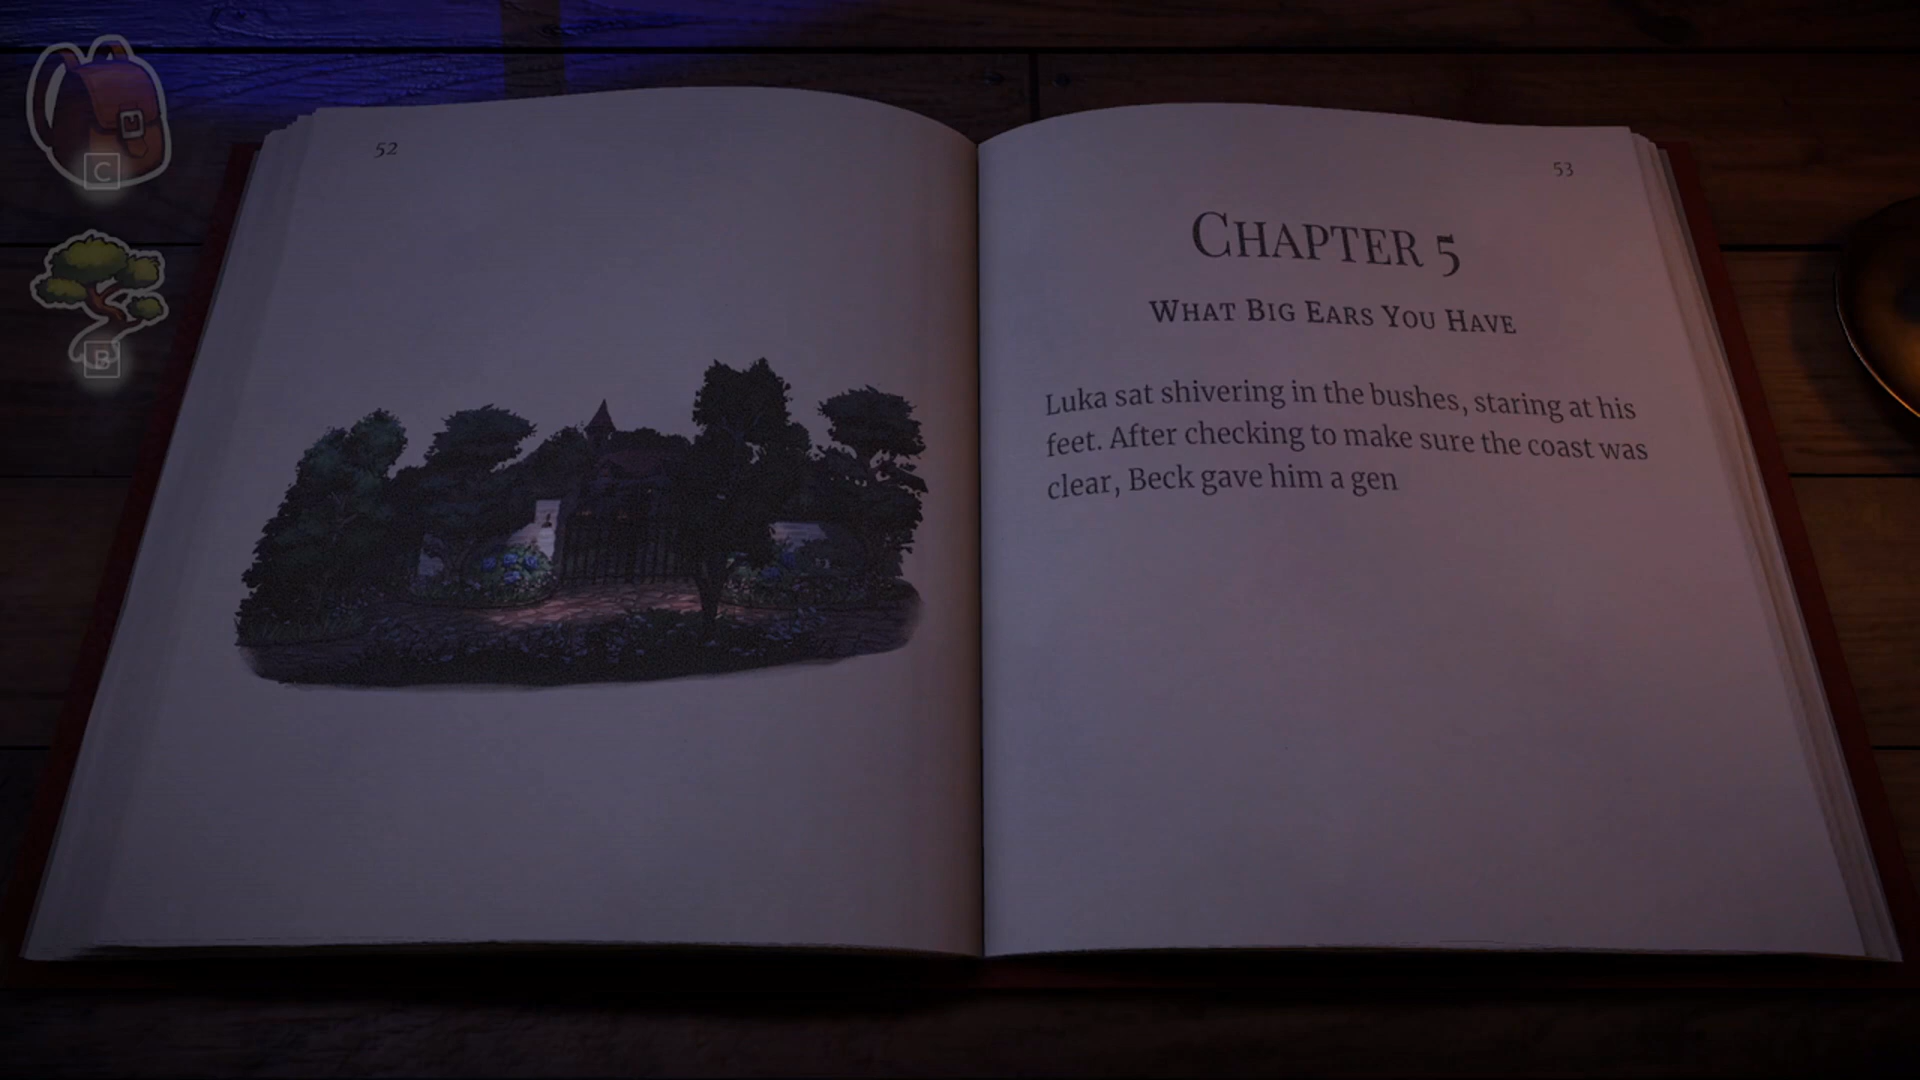 C
B
52
53
Chapter 5
What Big Ears You Have
Luka sat shivering in the bushes, staring at his
feet. After checking to make sure the coast was
clear, Beck gave him a gen